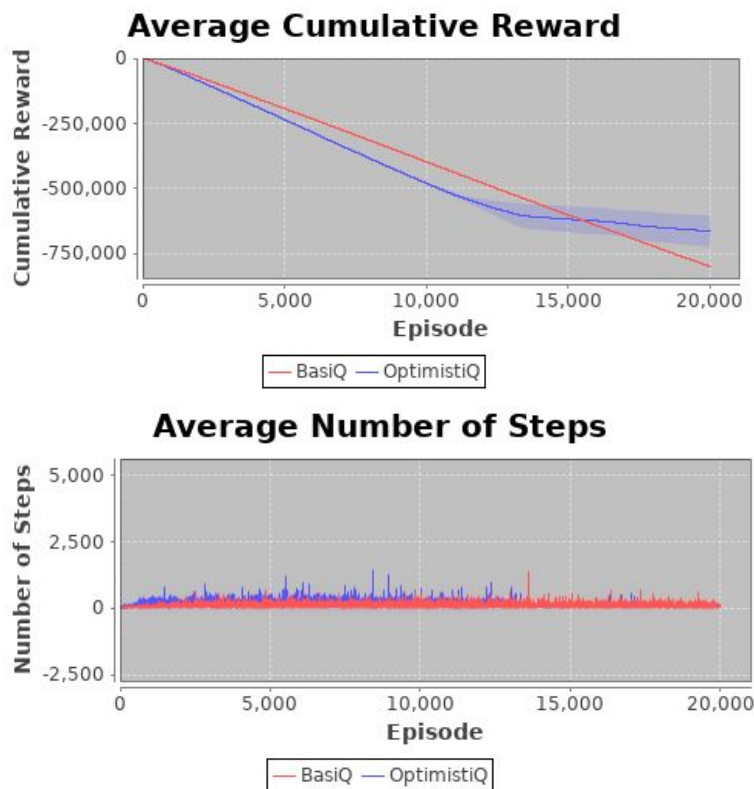 Average Cumulative Reward
Cumulative Reward
0
-250,000
-500,000
-750,000
0 5,000 10,000 15,000 20,000
Episode
BasiQ OptimistiQ
Average Number of Steps
Number of Steps
5,000
2,500
0
-2,500
0 5,000 10,000 15,000 20,000
Episode
BasiQ OptimistiQ